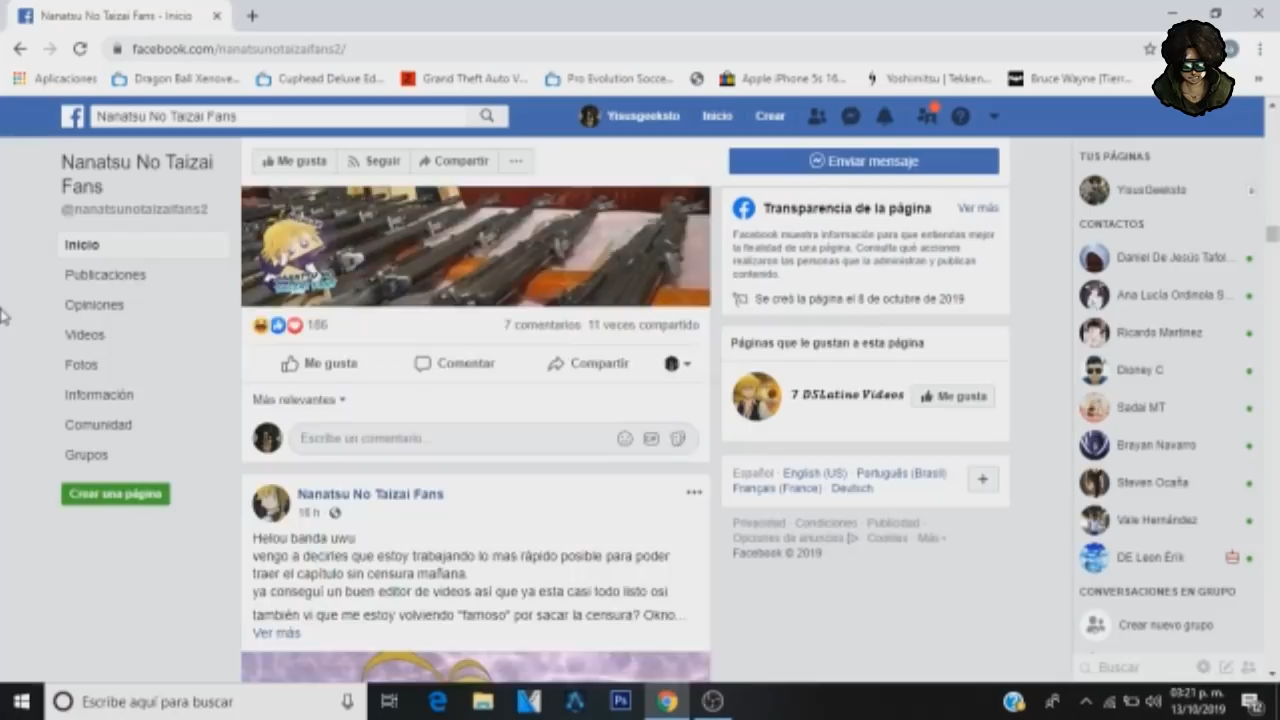 Nanatsu No Taizai Fans - Inicio
facebook.com/nanatsunotaizaifans2/
Aplicaciones Dragon Ball Xenove... Cuphead Deluxe Ed... Grand Theft Auto V... Pro Evolution Socce... Apple iPhone 5s 16... Yoshimitsu | Tekken... Bruce Wayne |Tierr...
Nanatsu No Taizai Fans
Yisusgeeksto Inicio Crear
Nanatsu No Taizai
Fans
@nanatsunotaizaifans2
Inicio
Publicaciones
Opiniones
Videos
Fotos
Información
Comunidad
Grupos
Crear una página
Me gusta Seguir Compartir ...
Enviar mensaje
186
7 comentarios 11 veces compartido
Me gusta Comentar Compartir
Más relevantes
Escribe un comentario...
GIF
Nanatsu No Taizai Fans
18 h
Helou banda uwu
vengo a decirles que estoy trabajando lo mas rápido posible para poder
traer el capítulo sin censura mañana.
ya conseguí un buen editor de videos así que ya esta casi todo listo osi
también vi que me estoy volviendo "famoso" por sacar la censura? Okno...
Ver más
Transparencia de la página Ver más
Facebook muestra información para que entiendas mejor
la finalidad de una página. Consulta qué acciones
realizaron las personas que la administran y publican
contenido.
Se creó la página el 8 de octubre de 2019
Páginas que le gustan a esta página
7 DSLatino Videos Me gusta
Español · English (US) · Português (Brasil) ·
Français (France) · Deutsch
Privacidad · Condiciones · Publicidad ·
Opciones de anuncios · Cookies · Más
Facebook © 2019
TUS PÁGINAS
YisusGeeksto
CONTACTOS
Daniel De Jesús Tafol...
Ana Lucía Ordinola S...
Ricardo Martinez
Dioney C
Sadai MT
Brayan Navarro
Steven Ocaña
Vale Hernández
DE Leon Erik
CONVERSACIONES EN GRUPO
Crear nuevo grupo
Buscar
Escribe aquí para buscar
Ps
03:21 p. m.
13/10/2019
12